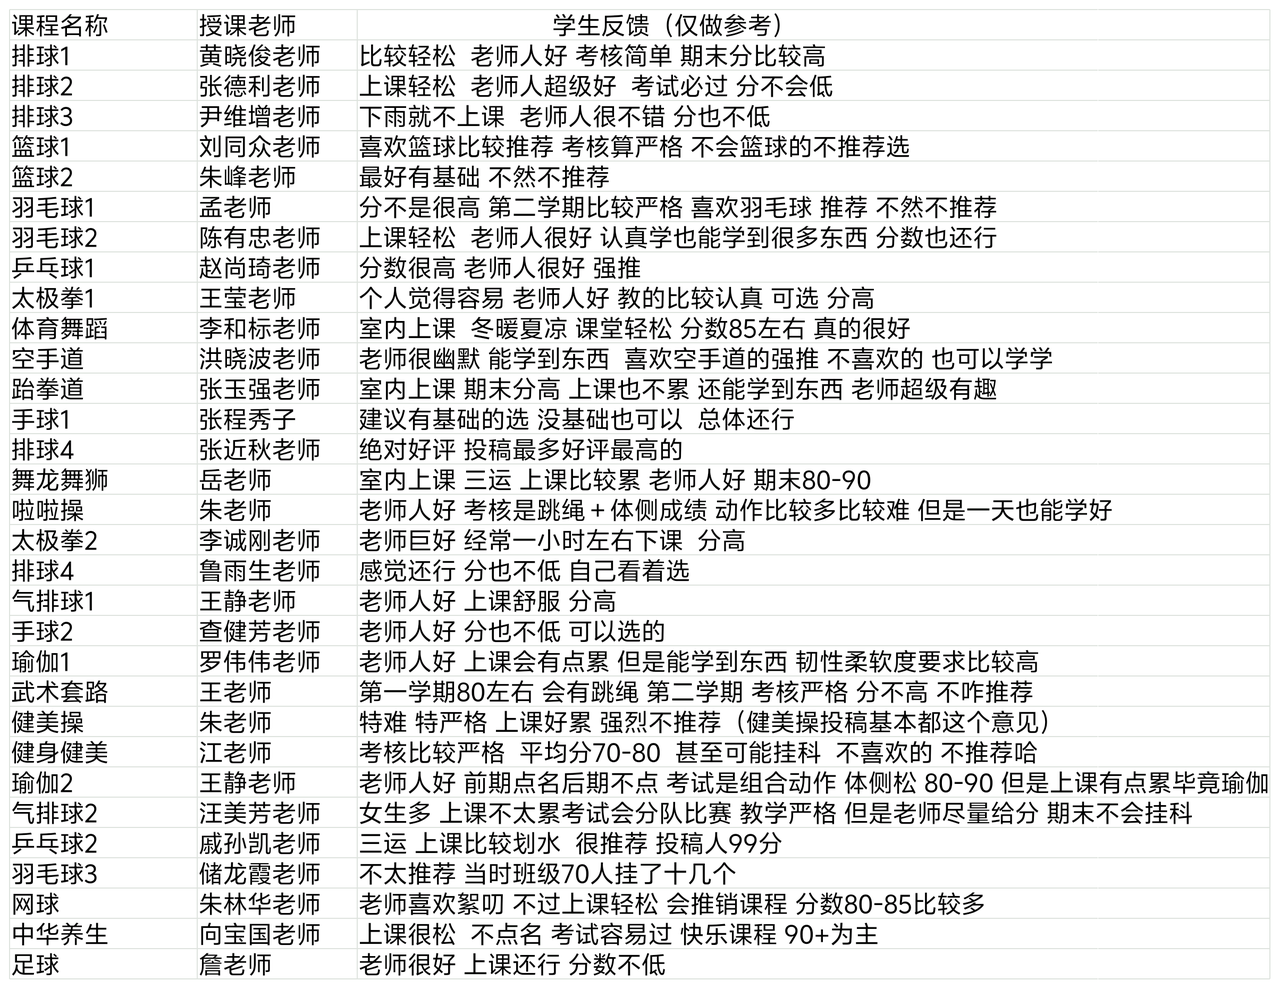 课程名称 授课老师 学生反馈（仅做参考）
排球1 黄晓俊老师 比较轻松 老师人好 考核简单 期末分比较高
排球2 张德利老师 上课轻松 老师人超级好 考试必过 分不会低
排球3 尹维增老师 下雨就不上课 老师人很不错 分也不低
篮球1 刘同众老师 喜欢篮球比较推荐 考核算严格 不会篮球的不推荐选
篮球2 朱峰老师 最好有基础 不然不推荐
羽毛球1 孟老师 分不是很高 第二学期比较严格 喜欢羽毛球 推荐 不然不推荐
羽毛球2 陈有忠老师 上课轻松 老师人很好 认真学也能学到很多东西 分数也还行
乒乓球1 赵尚琦老师 分数很高 老师人很好 强推
太极拳1 王莹老师 个人觉得容易 老师人好 教的比较认真 可选 分高
体育舞蹈 李和标老师 室内上课 冬暖夏凉 课堂轻松 分数85左右 真的很好
空手道 洪晓波老师 老师很幽默 能学到东西 喜欢空手道的强推 不喜欢的 也可以学学
跆拳道 张玉强老师 室内上课 期末分高 上课也不累 还能学到东西 老师超级有趣
手球1 张程秀子 建议有基础的选 没基础也可以 总体还行
排球4 张近秋老师 绝对好评 投稿最多好评最高的
舞龙舞狮 岳老师 室内上课 三运 上课比较累 老师人好 期末80-90
啦啦操 朱老师 老师人好 考核是跳绳＋体侧成绩 动作比较多比较难 但是一天也能学好
太极拳2 李诚刚老师 老师巨好 经常一小时左右下课 分高
排球4 鲁雨生老师 感觉还行 分也不低 自己看着选
气排球1 王静老师 老师人好 上课舒服 分高
手球2 查健芳老师 老师人好 分也不低 可以选的
瑜伽1 罗伟伟老师 老师人好 上课会有点累 但是能学到东西 韧性柔软度要求比较高
武术套路 王老师 第一学期80左右 会有跳绳 第二学期 考核严格 分不高 不咋推荐
健美操 朱老师 特难 特严格 上课好累 强烈不推荐（健美操投稿基本都这个意见）
健身健美 江老师 考核比较严格 平均分70-80 甚至可能挂科 不喜欢的 不推荐哈
瑜伽2 王静老师 老师人好 前期点名后期不点 考试是组合动作 体侧松 80-90 但是上课有点累毕竟瑜伽
气排球2 汪美芳老师 女生多 上课不太累考试会分队比赛 教学严格 但是老师尽量给分 期末不会挂科
乒乓球2 戚孙凯老师 三运 上课比较划水 很推荐 投稿人99分
羽毛球3 储龙霞老师 不太推荐 当时班级70人挂了十几个
网球 朱林华老师 老师喜欢絮叨 不过上课轻松 会推销课程 分数80-85比较多
中华养生 向宝国老师 上课很松 不点名 考试容易过 快乐课程 90+为主
足球 詹老师 老师很好 上课还行 分数不低